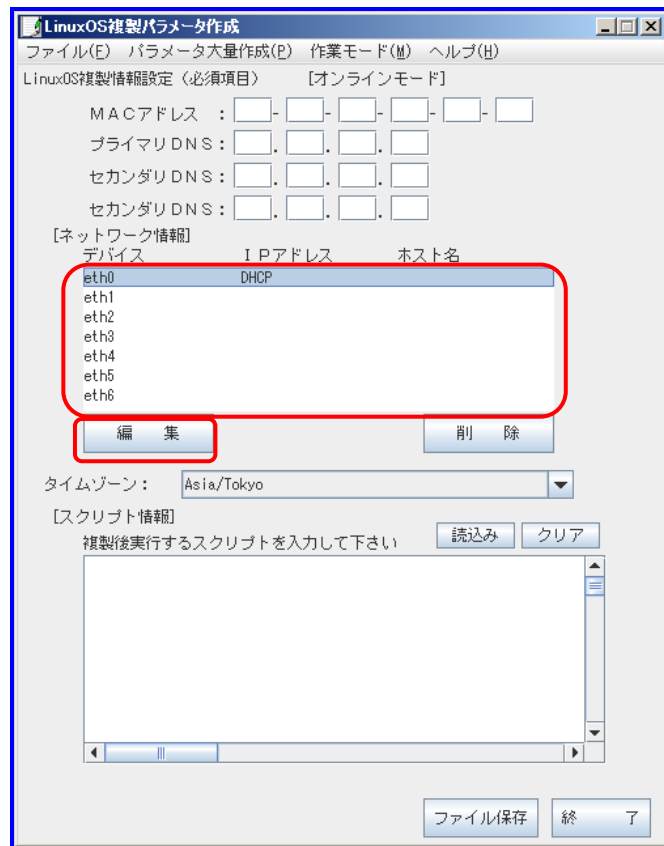 LinuxOS複製パラメータ作成
ファイル(F) パラメータ大量作成(P) 作業モード(M) ヘルプ(H)
LinuxOS複製情報設定（必須項目） [オンラインモード]
ＭＡＣアドレス ： - - - - -
プライマリＤＮＳ： . . .
セカンダリＤＮＳ： . . .
セカンダリＤＮＳ： . . .
[ネットワーク情報]
デバイス ＩＰアドレス ホスト名
eth0 DHCP
eth1
eth2
eth3
eth4
eth5
eth6
編　集 削　除
タイムゾーン： Asia/Tokyo
[スクリプト情報]
複製後実行するスクリプトを入力して下さい 読込み クリア
ファイル保存 終　了